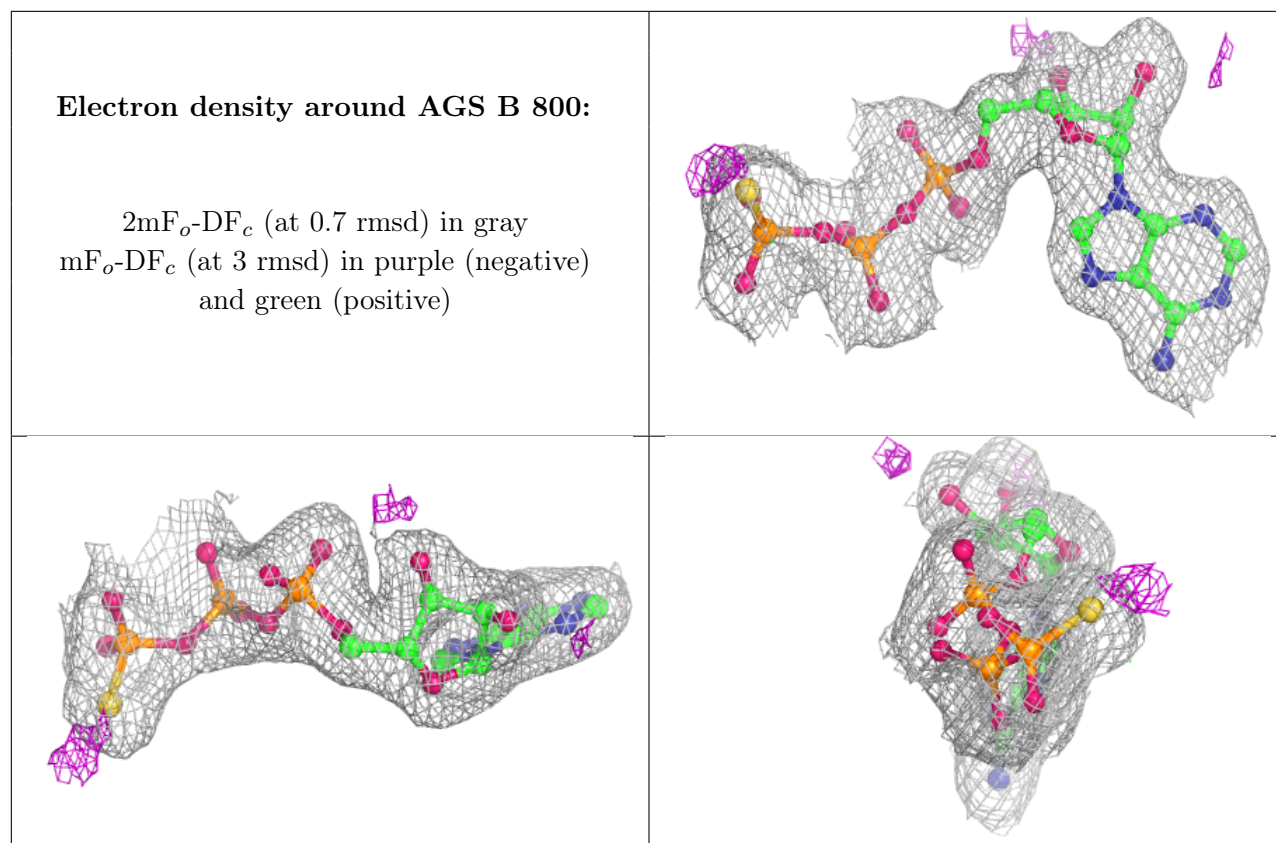 Electron density around AGS B 800:
2mFo-DFc (at 0.7 rmsd) in gray
mFo-DFc (at 3 rmsd) in purple (negative)
and green (positive)